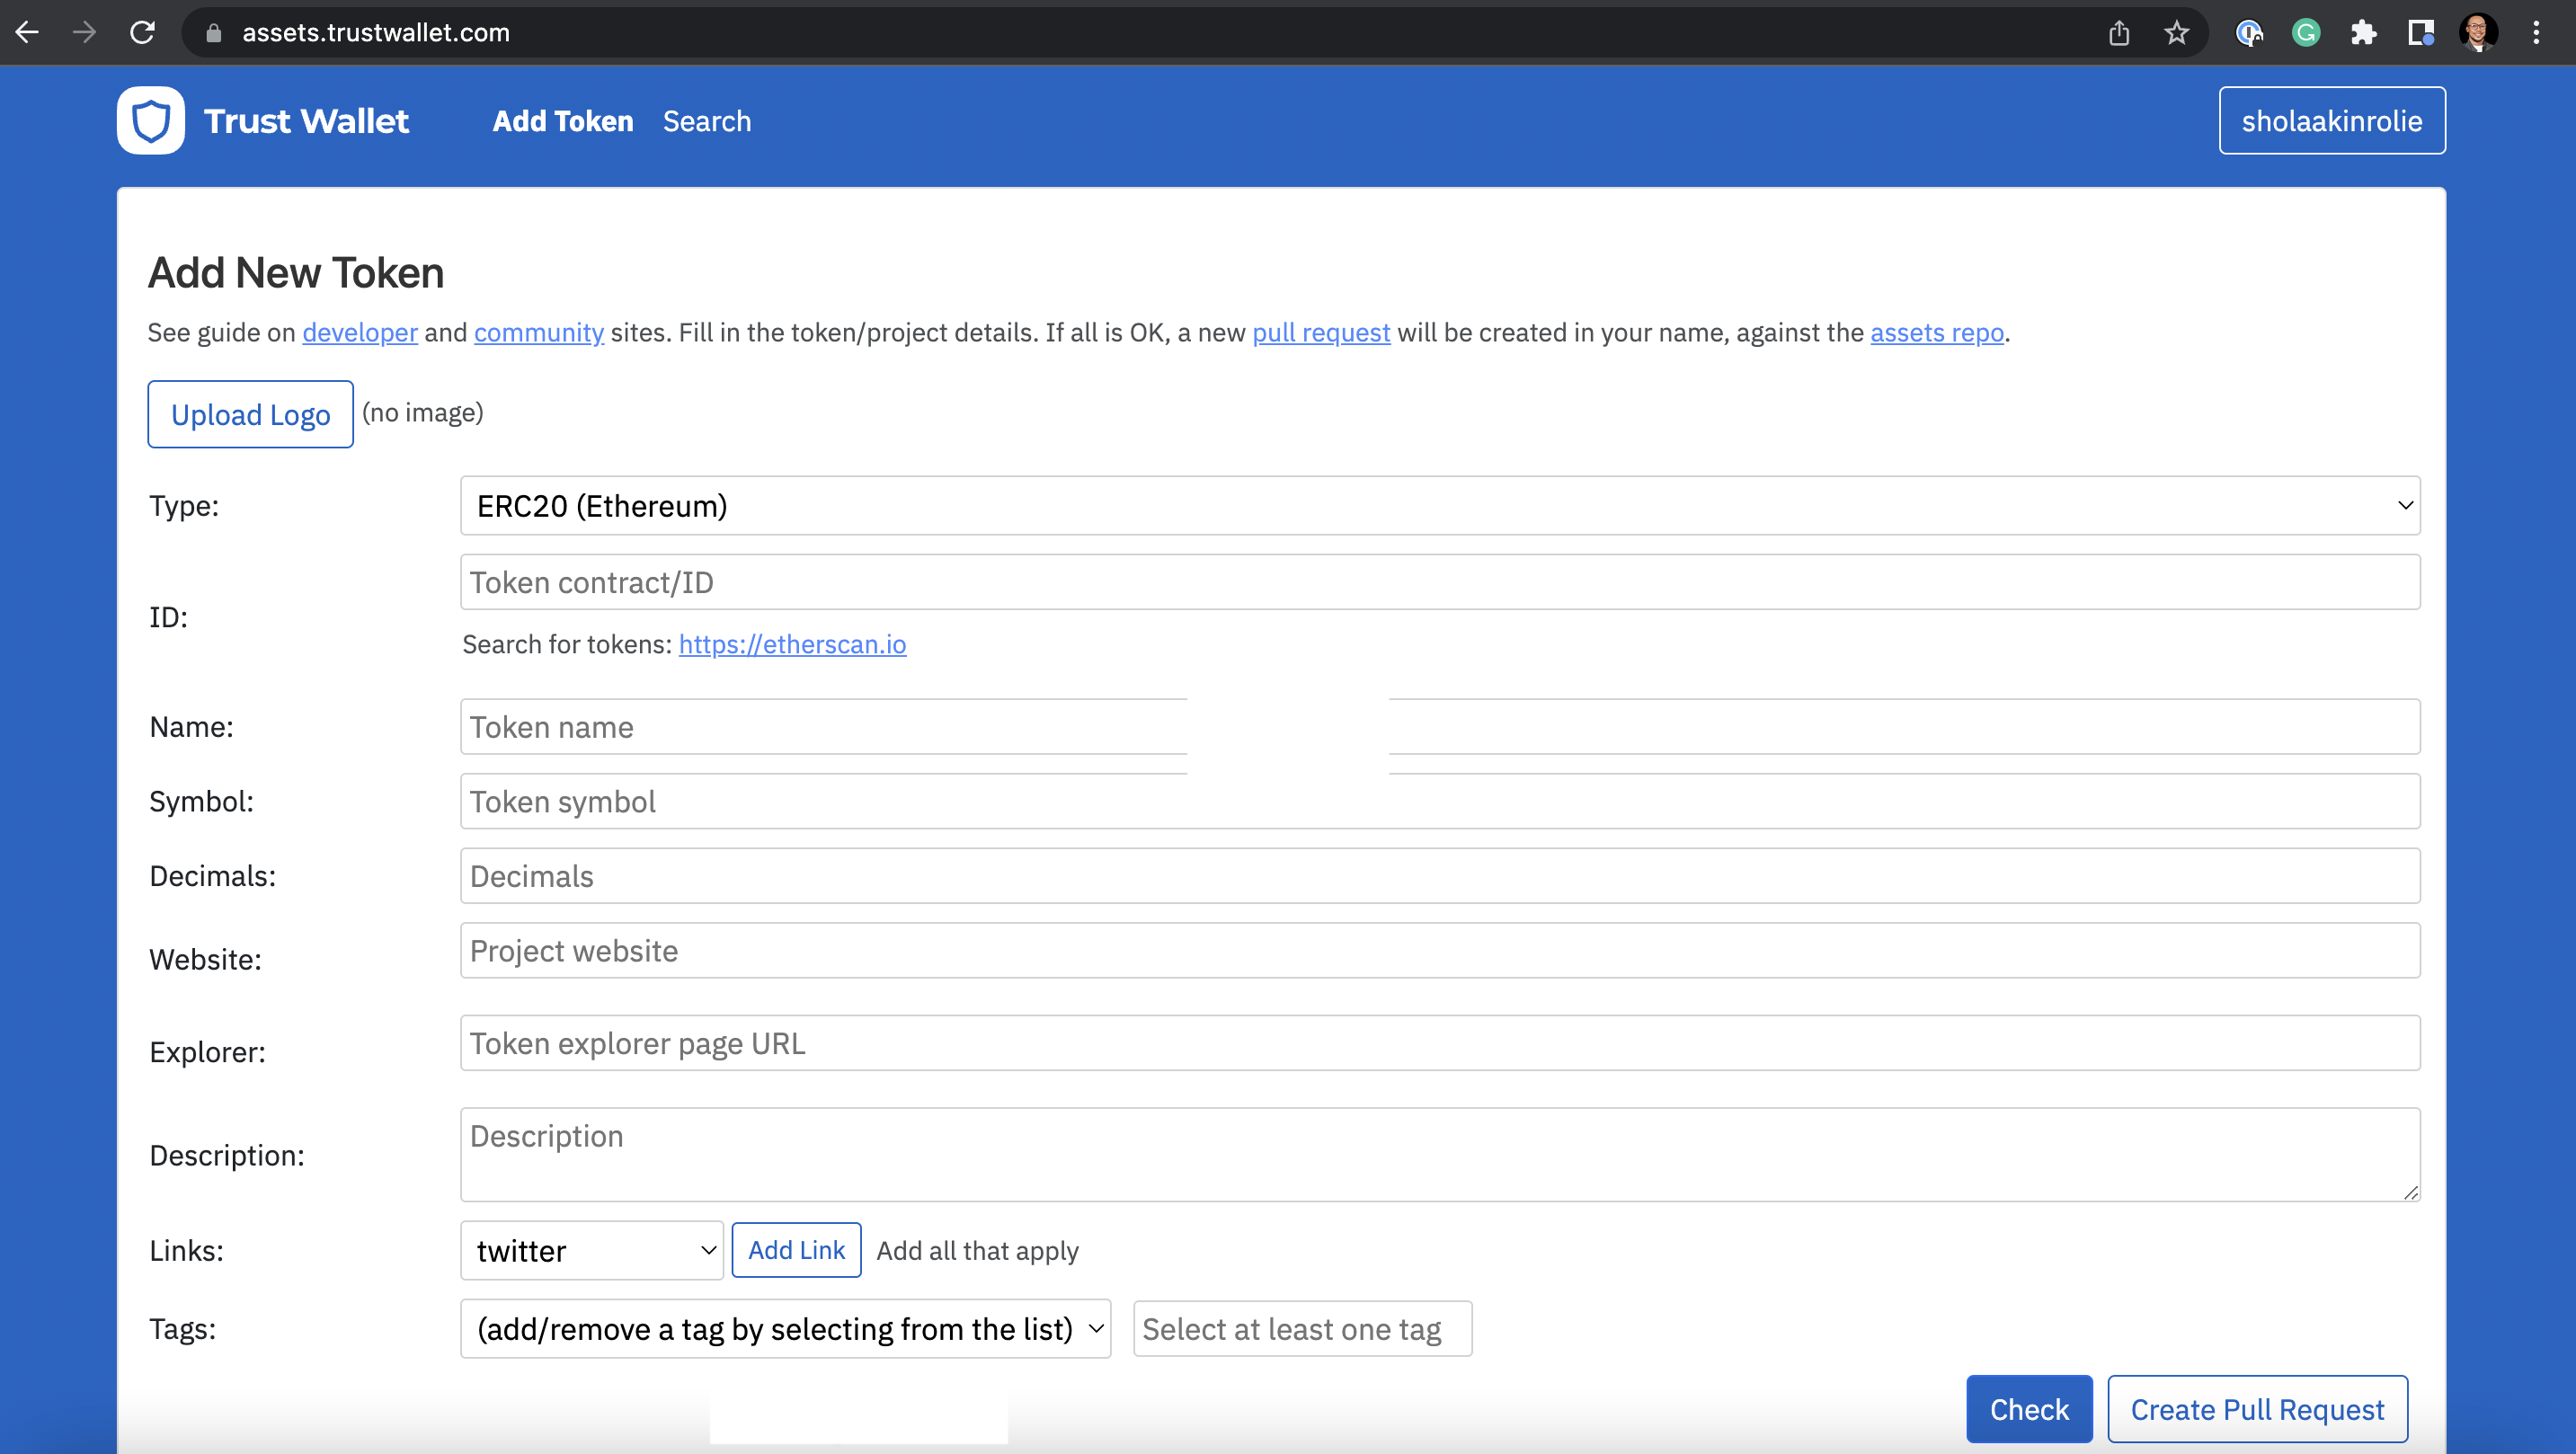 assets.trustwallet.com
Trust Wallet Add Token Search sholaakinrolie
Add New Token
See guide on developer and community sites. Fill in the token/project details. If all is OK, a new pull request will be created in your name, against the assets repo.
Upload Logo (no image)
Type: ERC20 (Ethereum)
ID: Token contract/ID
Search for tokens: https://etherscan.io
Name: Token name
Symbol: Token symbol
Decimals: Decimals
Website: Project website
Explorer: Token explorer page URL
Description: Description
Links: twitter Add Link Add all that apply
Tags: (add/remove a tag by selecting from the list) Select at least one tag
Check Create Pull Request